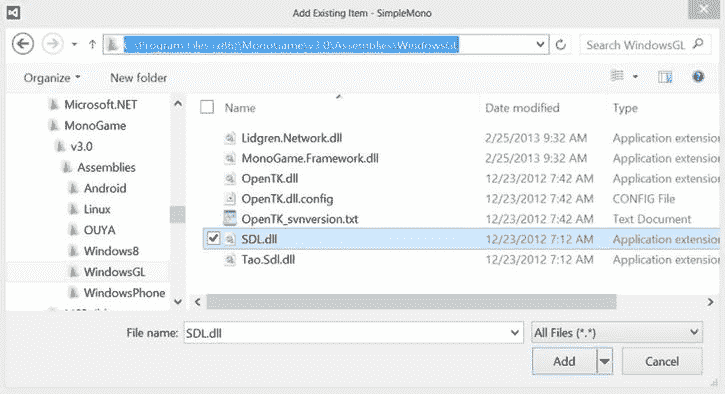 Add Existing Item - SimpleMono
C:\Program Files (x86)\MonoGame\v3.0\Assemblies\WindowsGL
Search WindowsGL
Organize
New folder
Microsoft.NET
MonoGame
v3.0
Assemblies
Android
Linux
OUYA
Windows8
WindowsGL
WindowsPhone
Name Date modified Type
Lidgren.Network.dll 2/25/2013 9:32 AM Application extension
MonoGame.Framework.dll 2/25/2013 9:32 AM Application extension
OpenTK.dll 12/23/2012 7:42 AM Application extension
OpenTK.dll.config 12/23/2012 7:42 AM CONFIG File
OpenTK_svnversion.txt 12/23/2012 7:42 AM Text Document
SDL.dll 12/23/2012 7:12 AM Application extension
Tao.Sdl.dll 12/23/2012 7:12 AM Application extension
File name: SDL.dll
All Files (*.*)
Add
Cancel